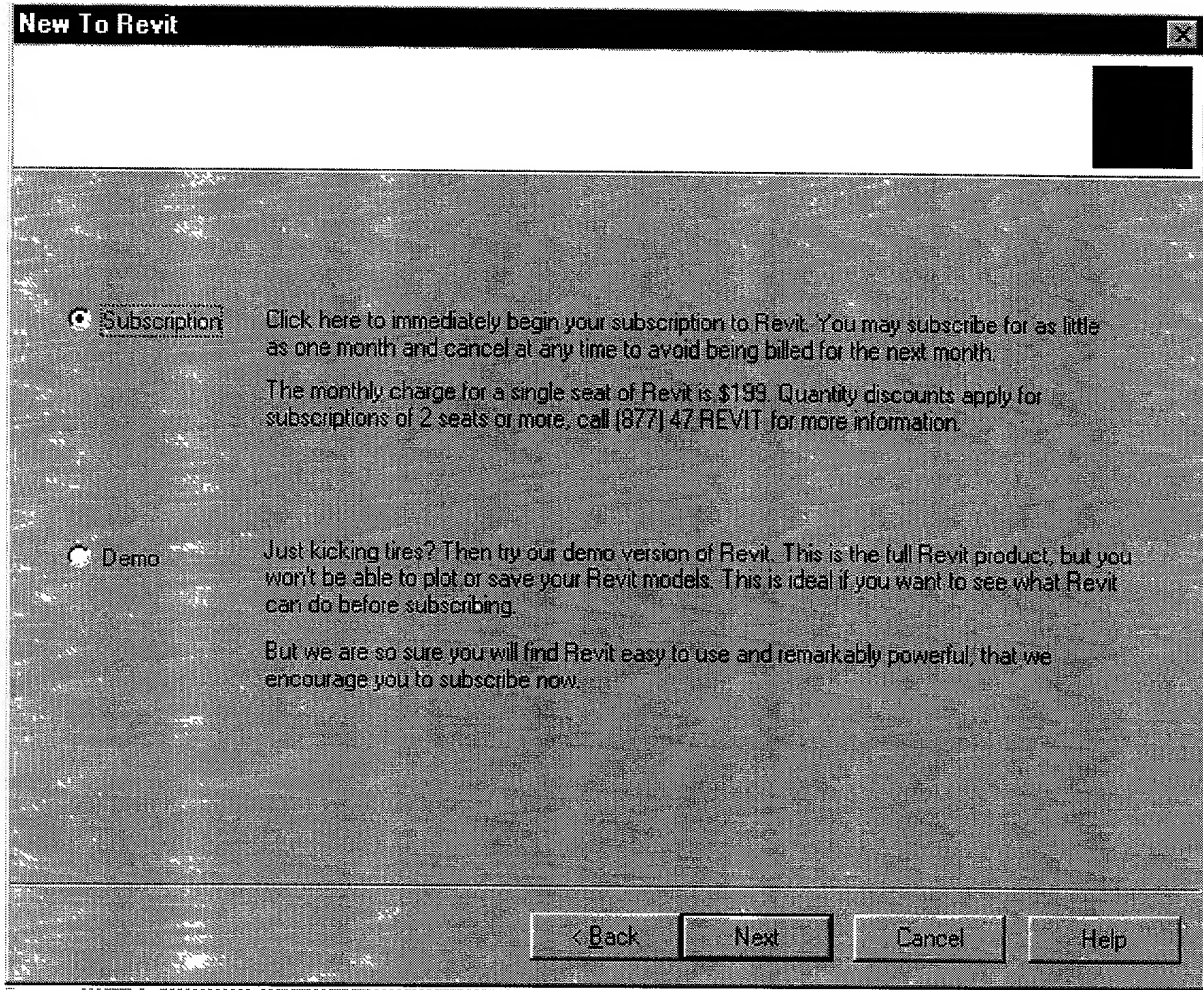 New To Revit
Subscription
Click here to immediately begin your subscription to Revit. You may subscribe for as little
as one month and cancel at any time to avoid being billed for the next month.
The monthly charge for a single seat of Revit is $199. Quantity discounts apply for
subscriptions of 2 seats or more, call (877) 47 REVIT for more information.
Demo
Just kicking tires? Then try our demo version of Revit. This is the full Revit product, but you
won't be able to plot or save your Revit models. This is ideal if you want to see what Revit
can do before subscribing.
But we are so sure you will find Revit easy to use and remarkably powerful, that we
encourage you to subscribe now.
< Back
Next
Cancel
Help